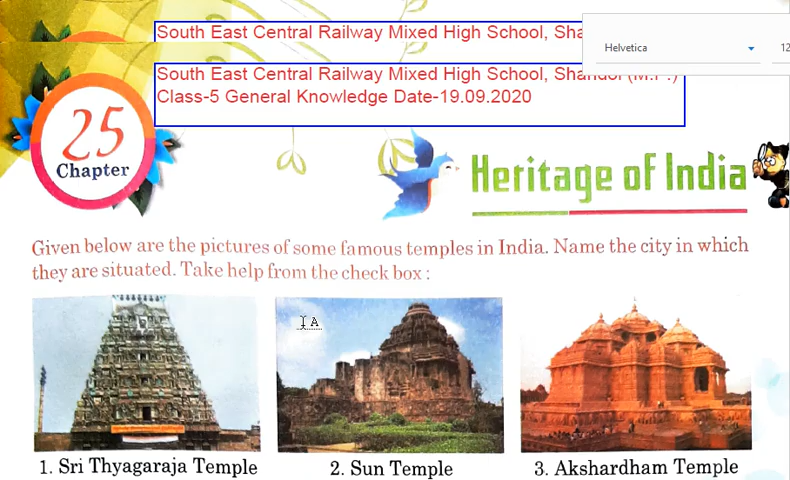 South East Central Railway Mixed High School,
Helvetica
12
South East Central Railway Mixed High School, Shahdol (M.P.)
Class-5 General Knowledge Date-19.09.2020
25
Chapter
Heritage of India
Given below are the pictures of some famous temples in India. Name the city in which
they are situated. Take help from the check box :
A
1. Sri Thyagaraja Temple
2. Sun Temple
3. Akshardham Temple